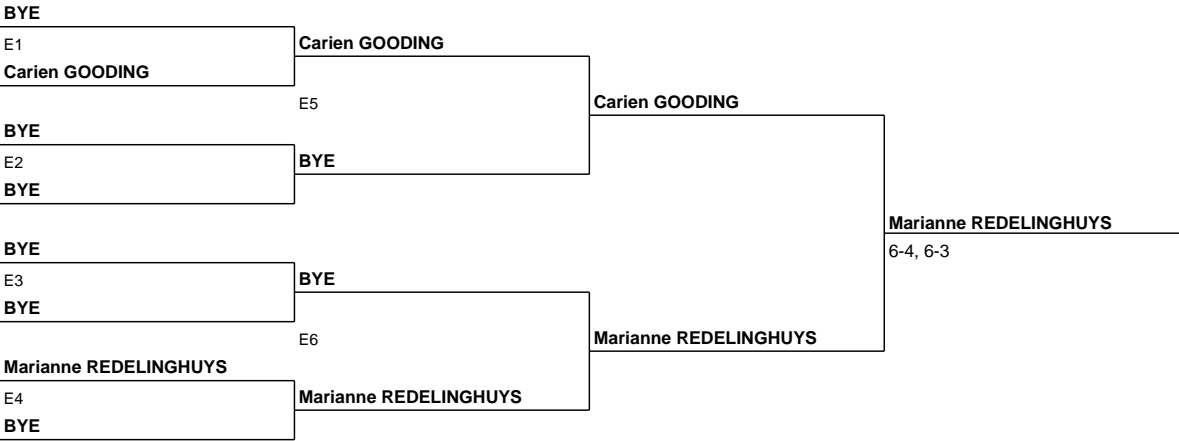 BYE
E1
Carien GOODING
Carien GOODING
E5
Carien GOODING
BYE
E2
BYE
BYE
Marianne REDELINGHUYS
6-4, 6-3
BYE
E3
BYE
BYE
E6
Marianne REDELINGHUYS
Marianne REDELINGHUYS
E4
Marianne REDELINGHUYS
BYE